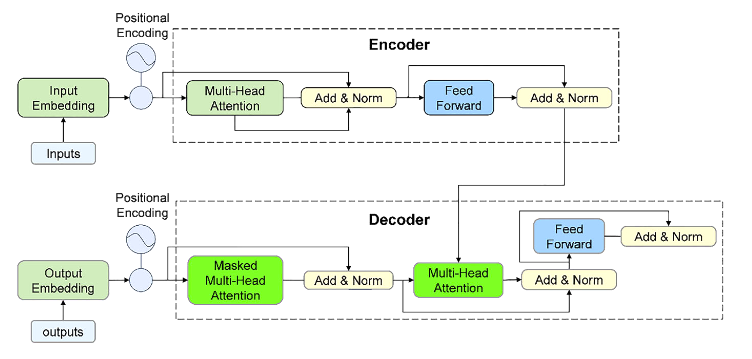 Positional
Encoding
Encoder
Input
Embedding
Multi-Head
Attention
Add & Norm
Feed
Forward
Add & Norm
Inputs
Positional
Encoding
Decoder
Feed
Forward
Add & Norm
Output
Embedding
Masked
Multi-Head
Attention
Add & Norm
Multi-Head
Attention
Add & Norm
outputs